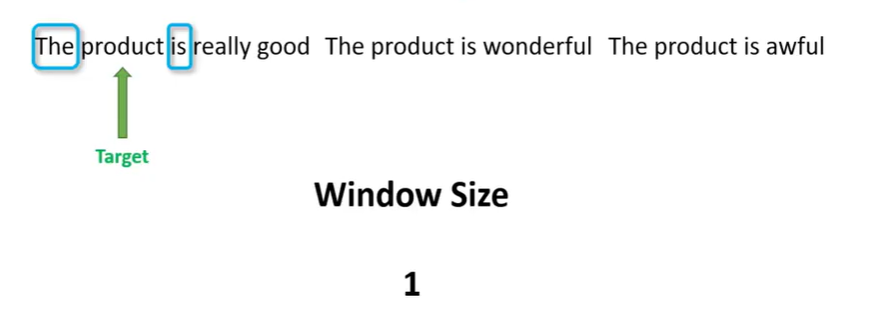 The product is really good The product is wonderful The product is awful
Target
Window Size
1